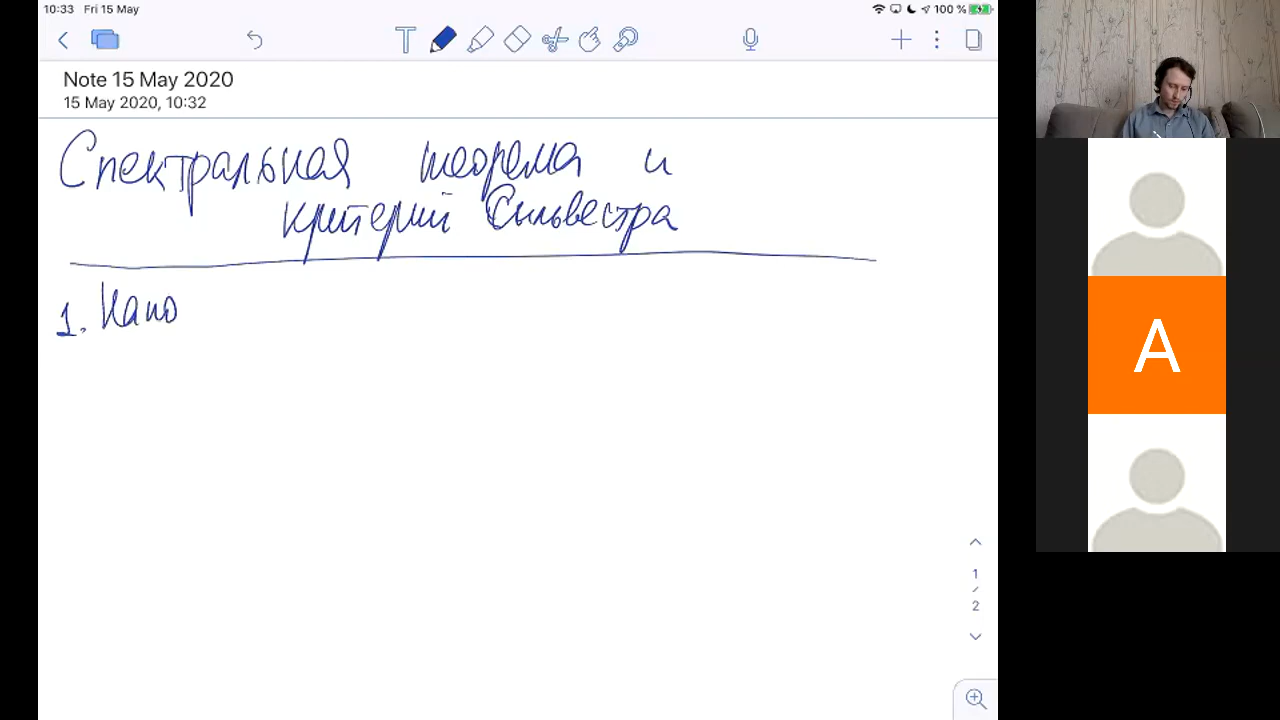 10:33 Fri 15 May 100 %
T
Note 15 May 2020
15 May 2020, 10:32
Спектральная теорема и
критерий Сильвестра
1. Кано
A
1
2